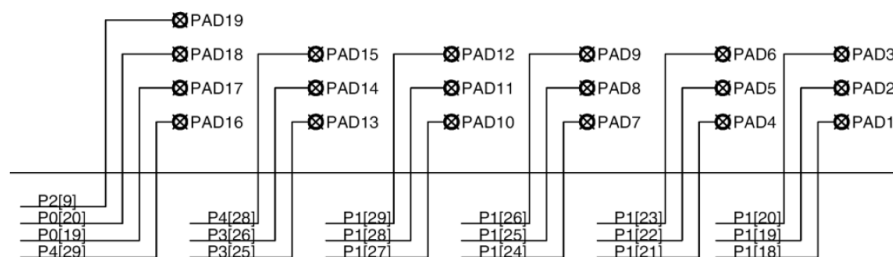 PAD19
PAD18 PAD15 PAD12 PAD9 PAD6 PAD3
PAD17 PAD14 PAD11 PAD8 PAD5 PAD2
PAD16 PAD13 PAD10 PAD7 PAD4 PAD1
P2[9]
P0[20] P4[28] P1[29] P1[26] P1[23] P1[20]
P0[19] P3[26] P1[28] P1[25] P1[22] P1[19]
P4[29] P3[25] P1[27] P1[24] P1[21] P1[18]